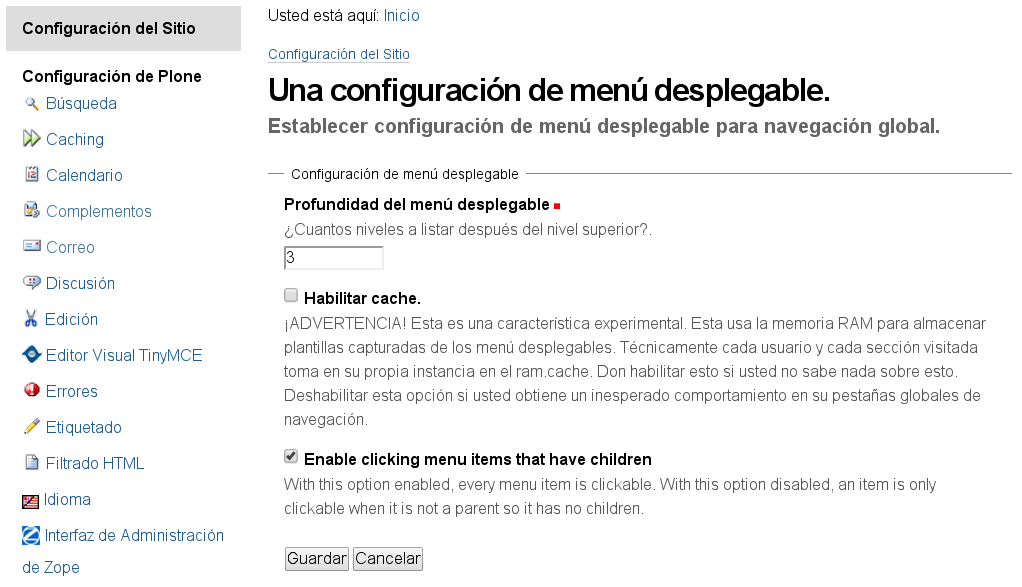 Configuración del Sitio
Configuración de Plone
Búsqueda
Caching
Calendario
Complementos
Correo
Discusión
Edición
Editor Visual TinyMCE
Errores
Etiquetado
Filtrado HTML
Idioma
Interfaz de Administración
de Zope
Usted está aquí: Inicio
Configuración del Sitio
Una configuración de menú desplegable.
Establecer configuración de menú desplegable para navegación global.
Configuración de menú desplegable
Profundidad del menú desplegable
¿Cuantos niveles a listar después del nivel superior?.
3
Habilitar cache.
¡ADVERTENCIA! Esta es una característica experimental. Esta usa la memoria RAM para almacenar
plantillas capturadas de los menú desplegables. Técnicamente cada usuario y cada sección visitada
toma en su propia instancia en el ram.cache. Don habilitar esto si usted no sabe nada sobre esto.
Deshabilitar esta opción si usted obtiene un inesperado comportamiento en su pestañas globales de
navegación.
Enable clicking menu items that have children
With this option enabled, every menu item is clickable. With this option disabled, an item is only
clickable when it is not a parent so it has no children.
Guardar Cancelar